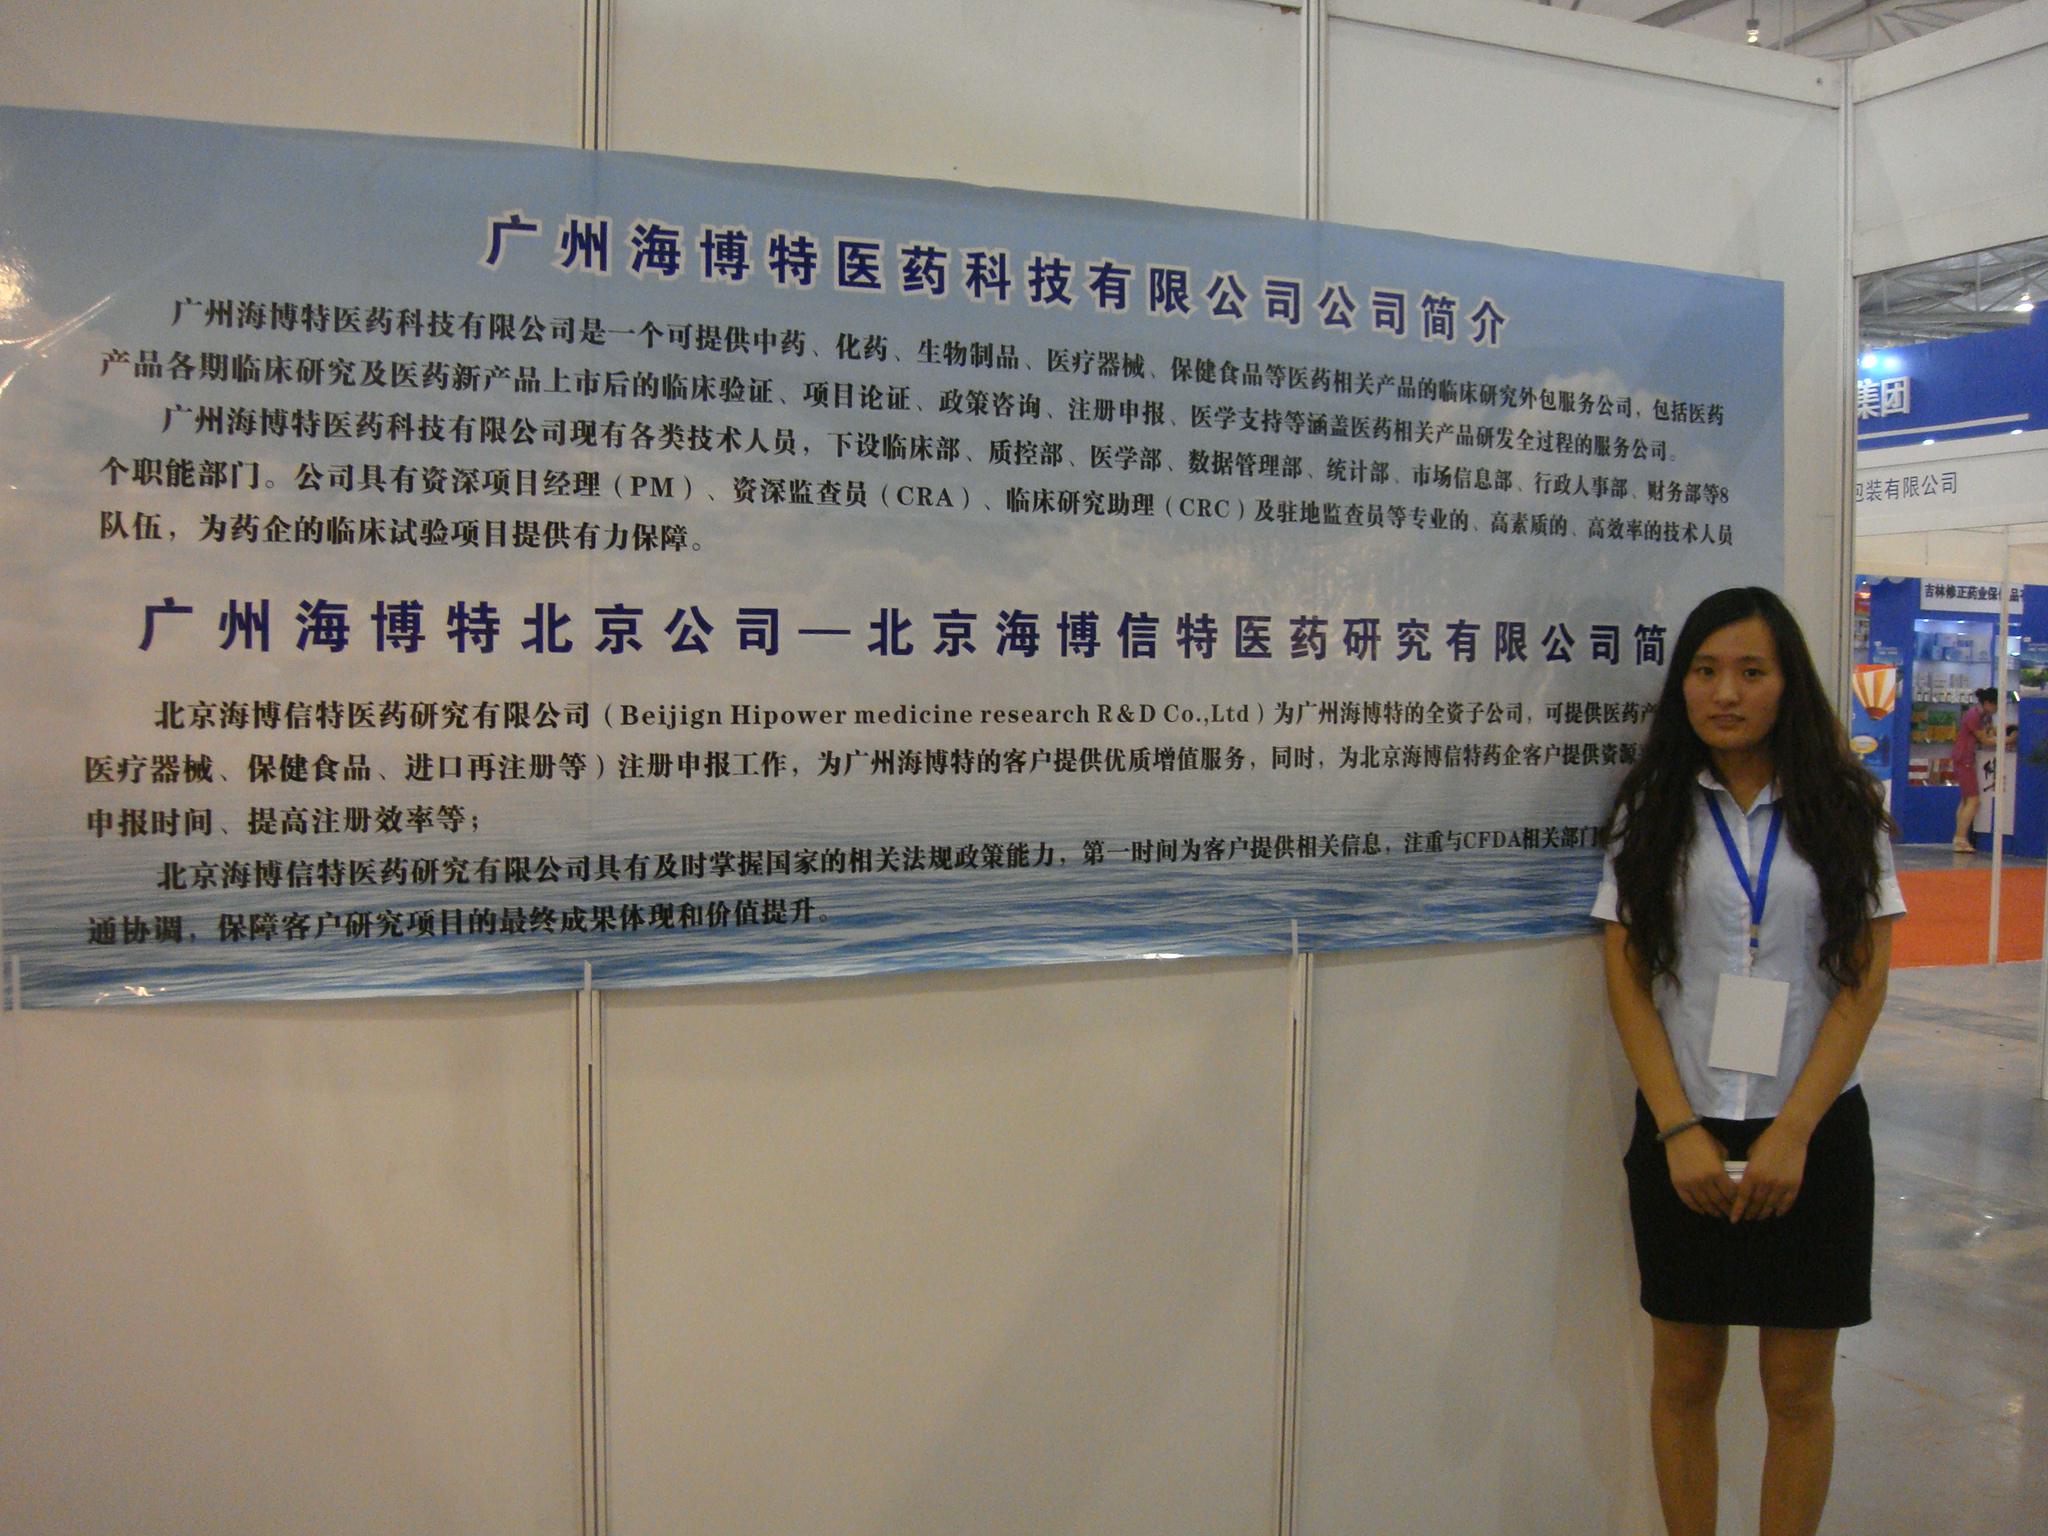 广州海博特医药科技有限公司公司简介
广州海博特医药科技有限公司是一个可提供中药、化药、生物制品、医疗器械、保健食品等医药相关产品的临床研究外包服务公司，包括医药
产品各期临床研究及医药新产品上市后的临床验证、项目论证、政策咨询、注册申报、医学支持等涵盖医药相关产品研发全过程的服务公司。
广州海博特医药科技有限公司现有各类技术人员，下设临床部、质控部、医学部、数据管理部、统计部、市场信息部、行政人事部、财务部等8
个职能部门。公司具有资深项目经理（PM）、资深监查员（CRA）、临床研究助理（CRC）及驻地监查员等专业的、高素质的、高效率的技术人员
队伍，为药企的临床试验项目提供有力保障。
广州海博特北京公司—北京海博信特医药研究有限公司简
北京海博信特医药研究有限公司（Beijign Hipower medicine research R&D Co.,Ltd）为广州海博特的全资子公司，可提供医药产
医疗器械、保健食品、进口再注册等）注册申报工作，为广州海博特的客户提供优质增值服务，同时，为北京海博信特药企客户提供资源
申报时间、提高注册效率等；
北京海博信特医药研究有限公司具有及时掌握国家的相关法规政策能力，第一时间为客户提供相关信息，注重与CFDA相关部门
通协调，保障客户研究项目的最终成果体现和价值提升。
集团
包装有限公司
吉林修正药业保健品有